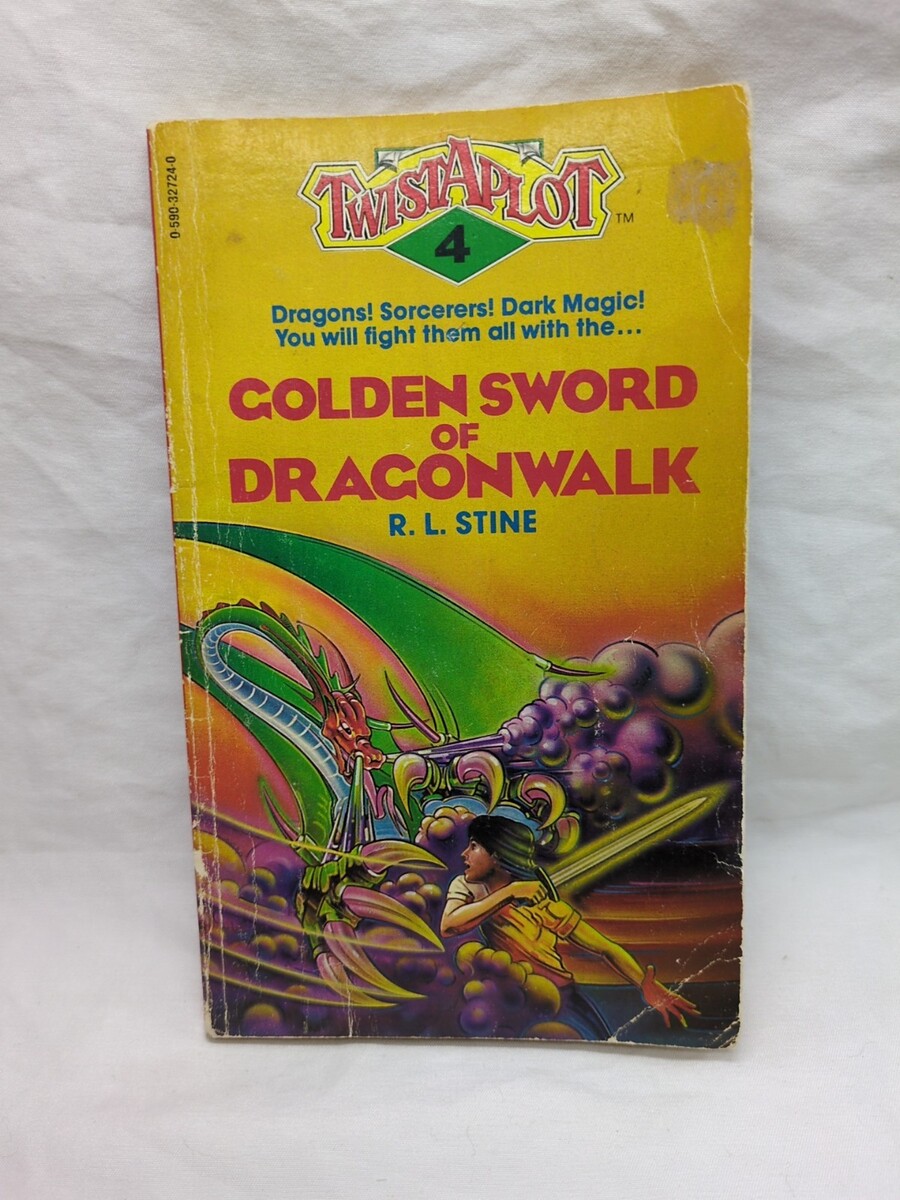 0-590-32724-0
TWISTAPLOT
TM
4
Dragons! Sorcerers! Dark Magic!
You will fight them all with the...
GOLDEN SWORD
OF
DRAGONWALK
R. L. STINE